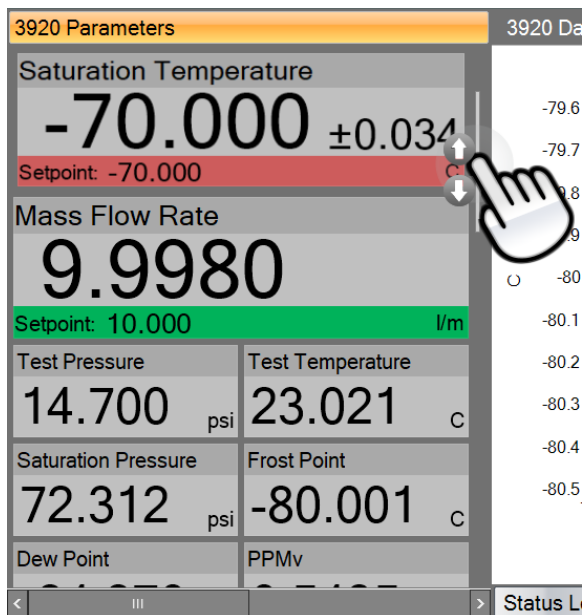 3920 Parameters
3920 Da
Saturation Temperature
-70.000 ±0.034
Setpoint: -70.000 C
Mass Flow Rate
9.9980
Setpoint: 10.000 l/m
Test Pressure
14.700 psi
Test Temperature
23.021 C
Saturation Pressure
72.312 psi
Frost Point
-80.001 C
Dew Point
PPMv
-79.6
-79.7
C
-80
-80.1
-80.2
-80.3
-80.4
-80.5
Status L